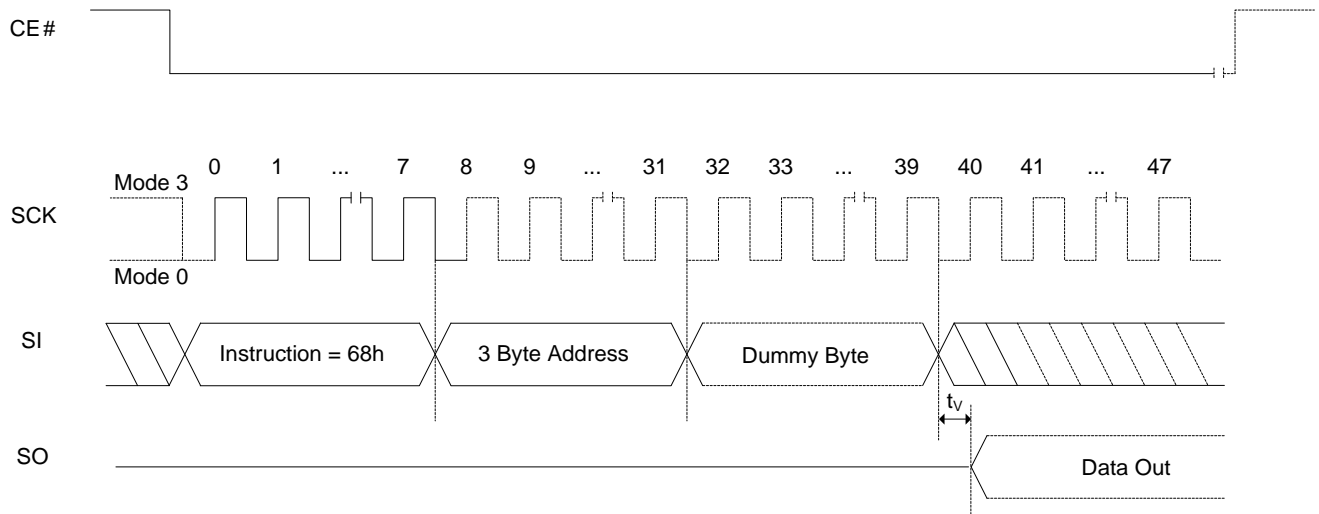 CE#
0 1 ... 7 8 9 ... 31 32 33 ... 39 40 41 ... 47
Mode 3
SCK
Mode 0
SI
Instruction = 68h
3 Byte Address
Dummy Byte
tV
SO
Data Out